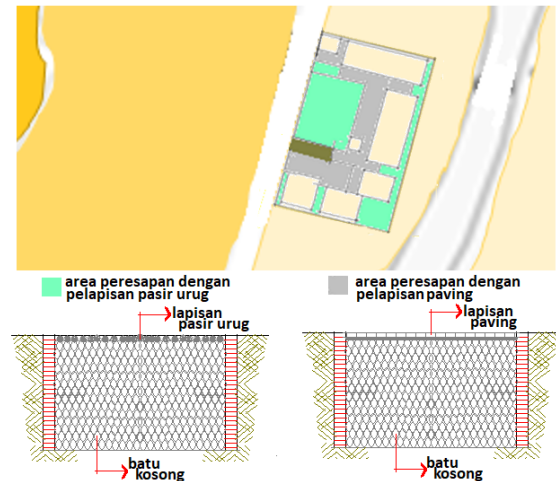 area peresapan dengan
pelapisan pasir urug
area peresapan dengan
pelapisan paving
lapisan
pasir urug
lapisan
paving
batu
kosong
batu
kosong